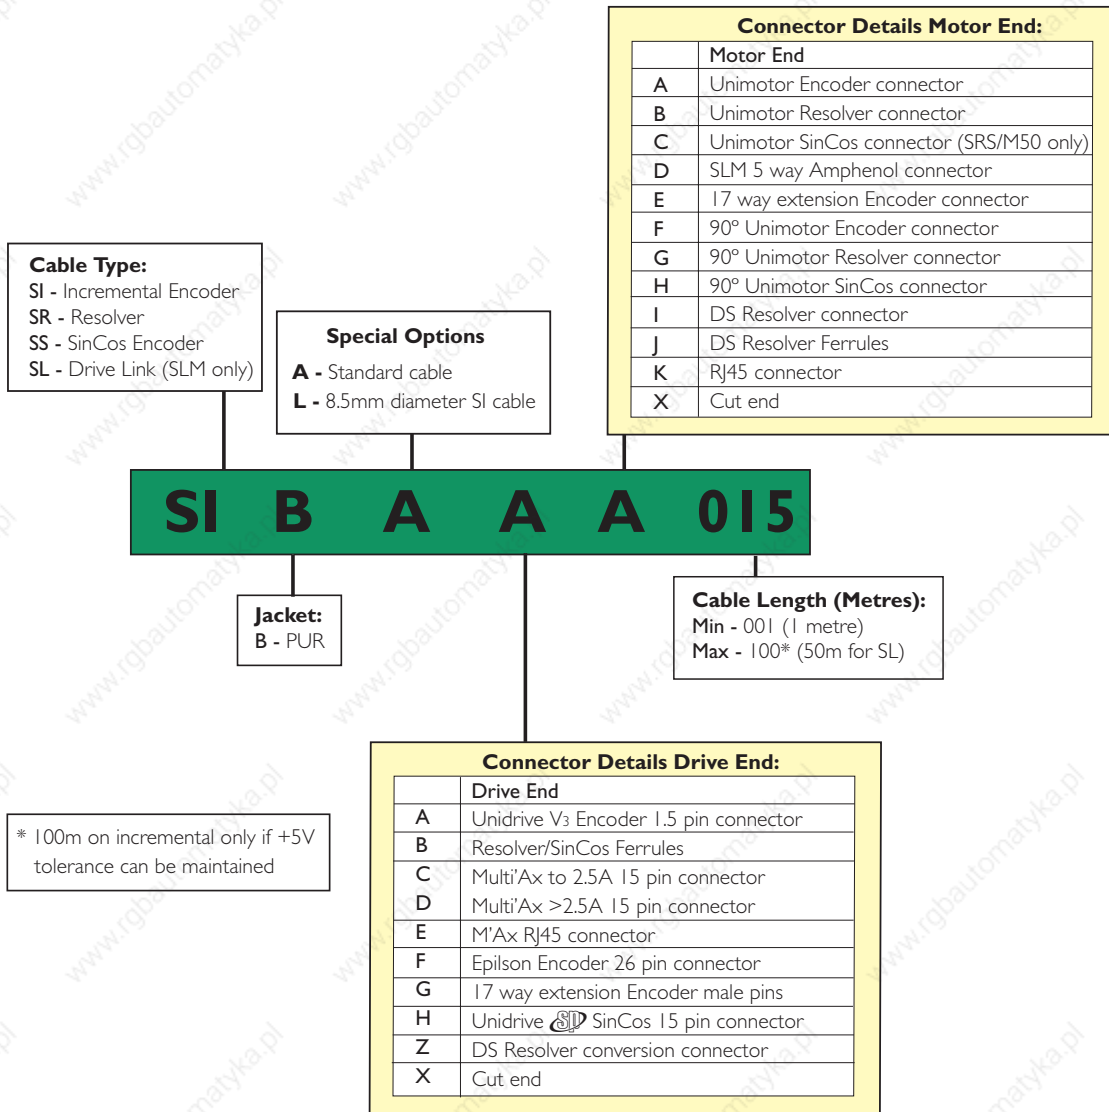 Connector Details Motor End:
Motor End
A Unimotor Encoder connector
B Unimotor Resolver connector
C Unimotor SinCos connector (SRS/M50 only)
D SLM 5 way Amphenol connector
E 17 way extension Encoder connector
F 90º Unimotor Encoder connector
G 90º Unimotor Resolver connector
H 90º Unimotor SinCos connector
I DS Resolver connector
J DS Resolver Ferrules
K RJ45 connector
X Cut end
Cable Type:
SI - Incremental Encoder
SR - Resolver
SS - SinCos Encoder
SL - Drive Link (SLM only)
Special Options
A - Standard cable
L - 8.5mm diameter SI cable
SI B A A A 015
Jacket:
B - PUR
Cable Length (Metres):
Min - 001 (1 metre)
Max - 100* (50m for SL)
Connector Details Drive End:
Drive End
A Unidrive V3 Encoder 1.5 pin connector
B Resolver/SinCos Ferrules
C Multi'Ax to 2.5A 15 pin connector
D Multi'Ax >2.5A 15 pin connector
E M'Ax RJ45 connector
F Epilson Encoder 26 pin connector
G 17 way extension Encoder male pins
H Unidrive SP SinCos 15 pin connector
Z DS Resolver conversion connector
X Cut end
* 100m on incremental only if +5V
tolerance can be maintained
www.rgbautomatyka.pl